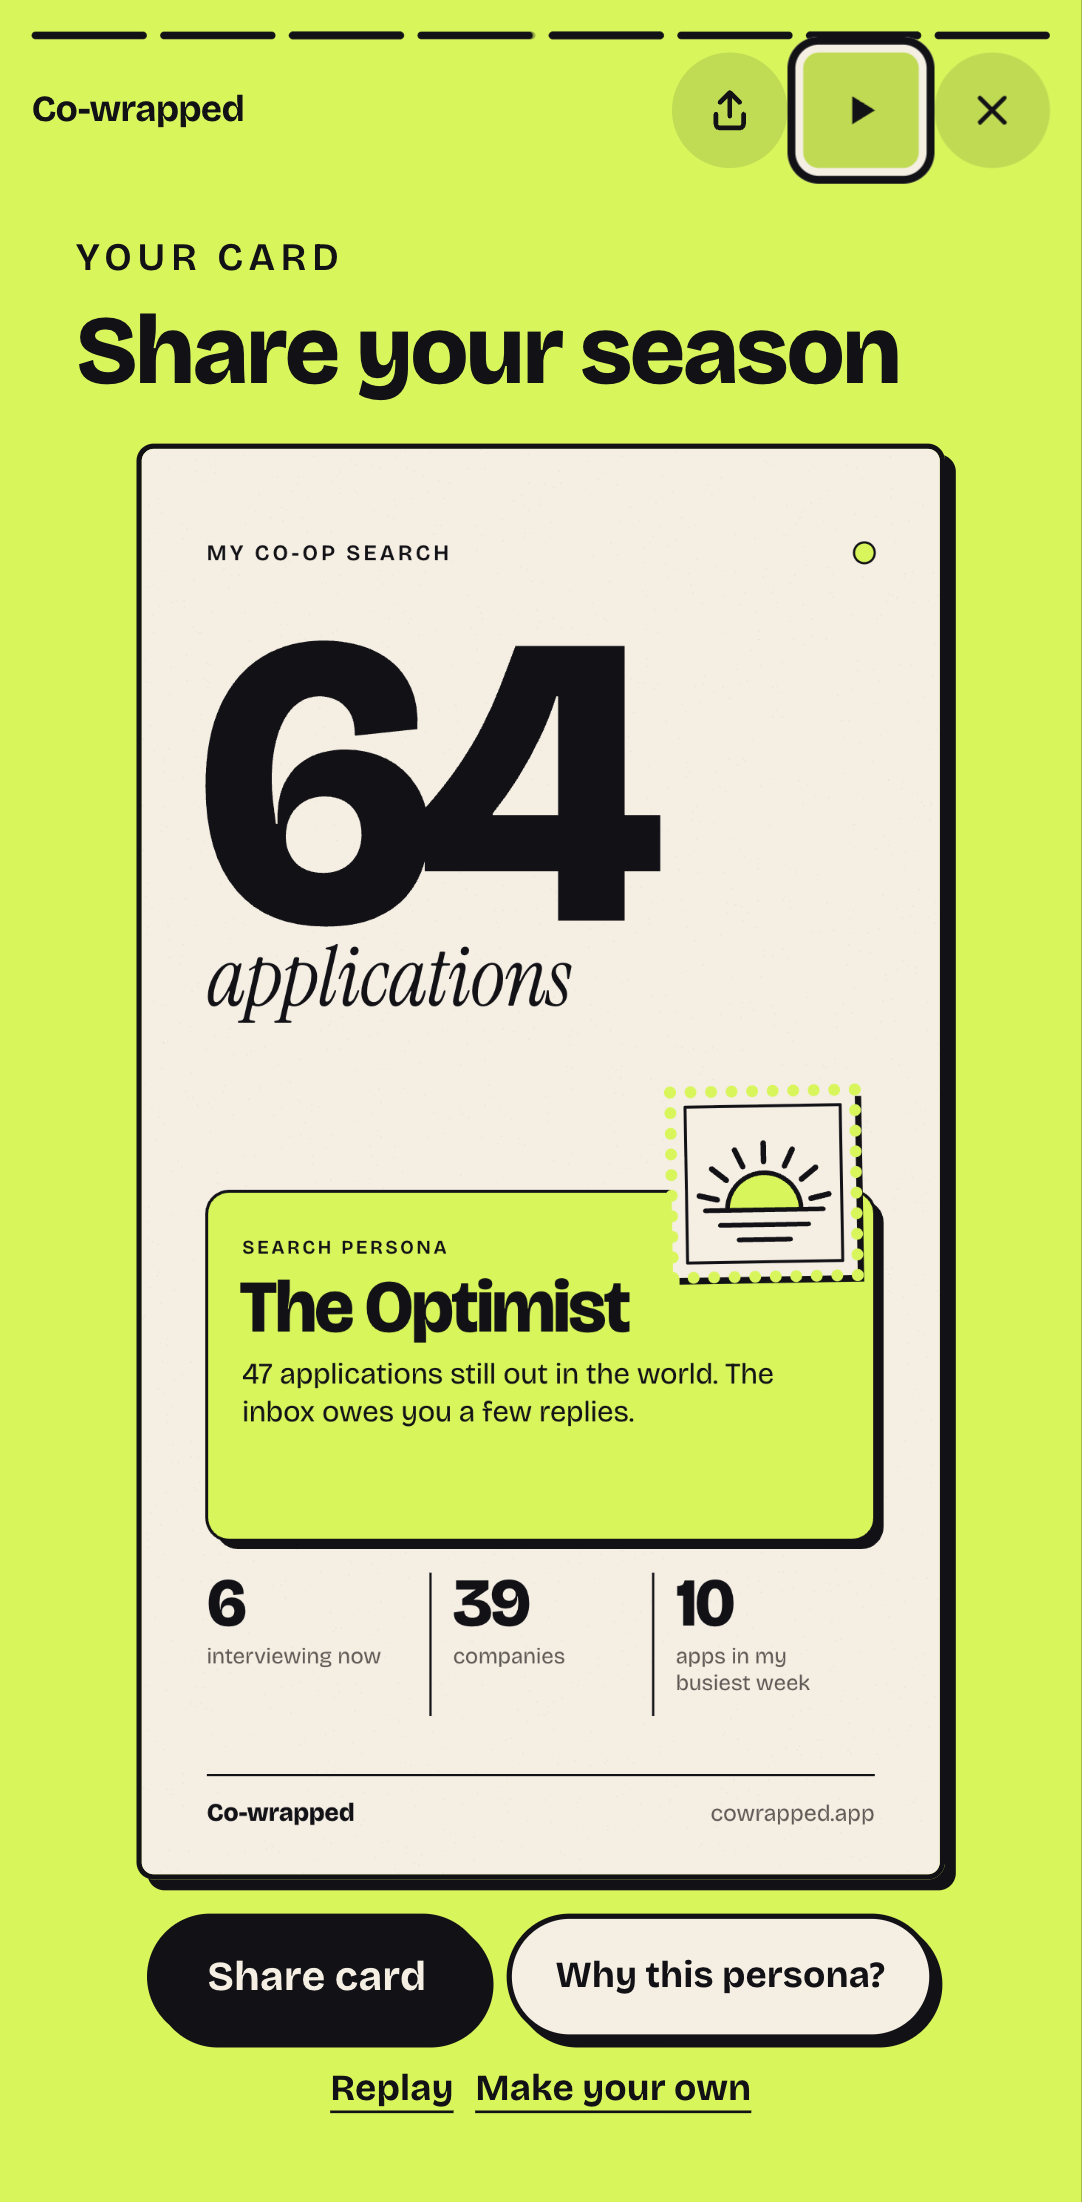 Co-wrapped
YOUR CARD
Share your season
MY CO-OP SEARCH
64
applications
SEARCH PERSONA
The Optimist
47 applications still out in the world. The
inbox owes you a few replies.
6
interviewing now
39
companies
10
apps in my
busiest week
Co-wrapped
cowrapped.app
Share card
Why this persona?
Replay
Make your own